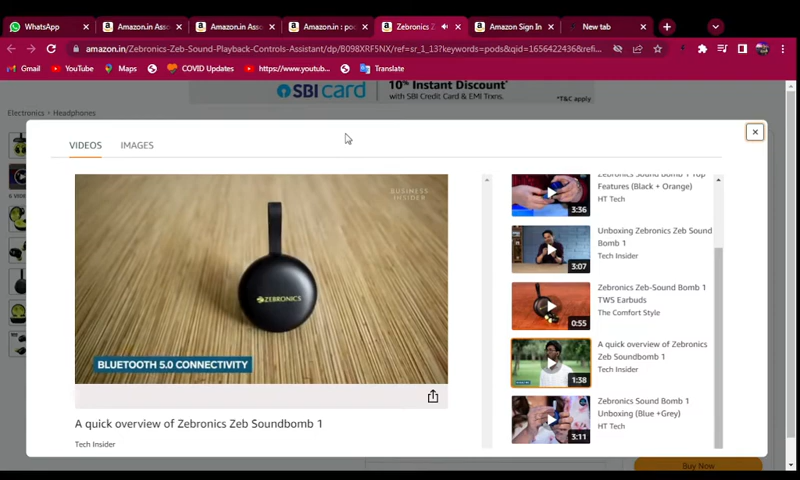 WhatsApp
Amazon.in Asso
Amazon.in Asso
Amazon.in : poc
Zebronics Z
Amazon Sign In
New tab
amazon.in/Zebronics-Zeb-Sound-Playback-Controls-Assistant/dp/B098XRF5NX/ref=sr_1_13?keywords=pods&qid=1656422436&refi...
Gmail
YouTube
Maps
COVID Updates
https://www.youtub...
Translate
SBI card
10% Instant Discount*
with SBI Credit Card & EMI Txns.
*T&C apply
Electronics › Headphones
VIDEOS
IMAGES
6 VIDEO
BUSINESS
INSIDER
ZEBRONICS
BLUETOOTH 5.0 CONNECTIVITY
A quick overview of Zebronics Zeb Soundbomb 1
Tech Insider
Zebronics Sound Bomb 1 Top
Features (Black + Orange)
HT Tech
3:36
Unboxing Zebronics Zeb Sound
Bomb 1
Tech Insider
3:07
Zebronics Zeb-Sound Bomb 1
TWS Earbuds
The Comfort Style
0:55
A quick overview of Zebronics
Zeb Soundbomb 1
Tech Insider
1:38
Zebronics Sound Bomb 1
Unboxing (Blue +Grey)
HT Tech
3:11
Buy Now